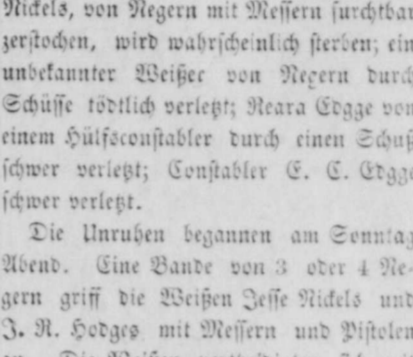 Nickels, von Negern mit Messern furchtbar
zerstochen, wird wahrscheinlich sterben; ein
unbekannter Weißer von Negern durch
Schüsse tödtlich verletzt; Neara Edgge von
einem Hülfsconstabler durch einen Schuß
schwer verletzt; Constabler E. C. Edgge
schwer verletzt.
Die Unruhen begannen am Sonntag
Abend. Eine Bande von 3 oder 4 Ne-
gern griff die Weißen Jesse Nickels und
J. R. Hodges mit Messern und Pistolen